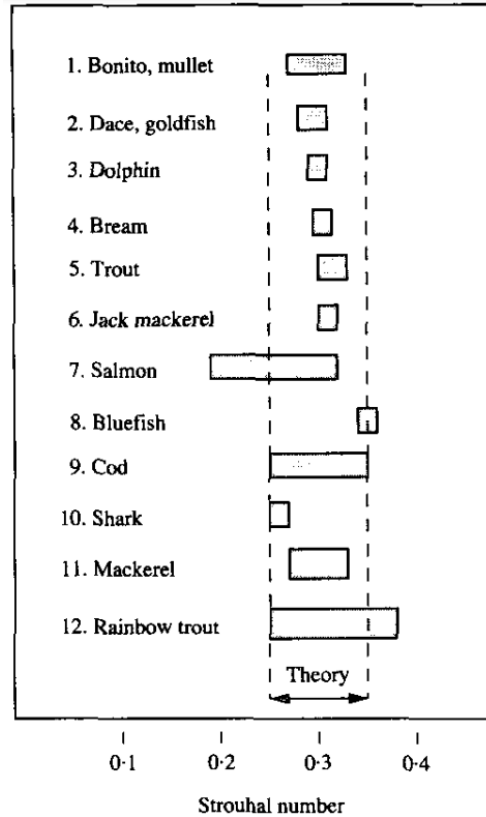 1. Bonito, mullet
2. Dace, goldfish
3. Dolphin
4. Bream
5. Trout
6. Jack mackerel
7. Salmon
8. Bluefish
9. Cod
10. Shark
11. Mackerel
12. Rainbow trout
Theory
0·1 0·2 0·3 0·4
Strouhal number